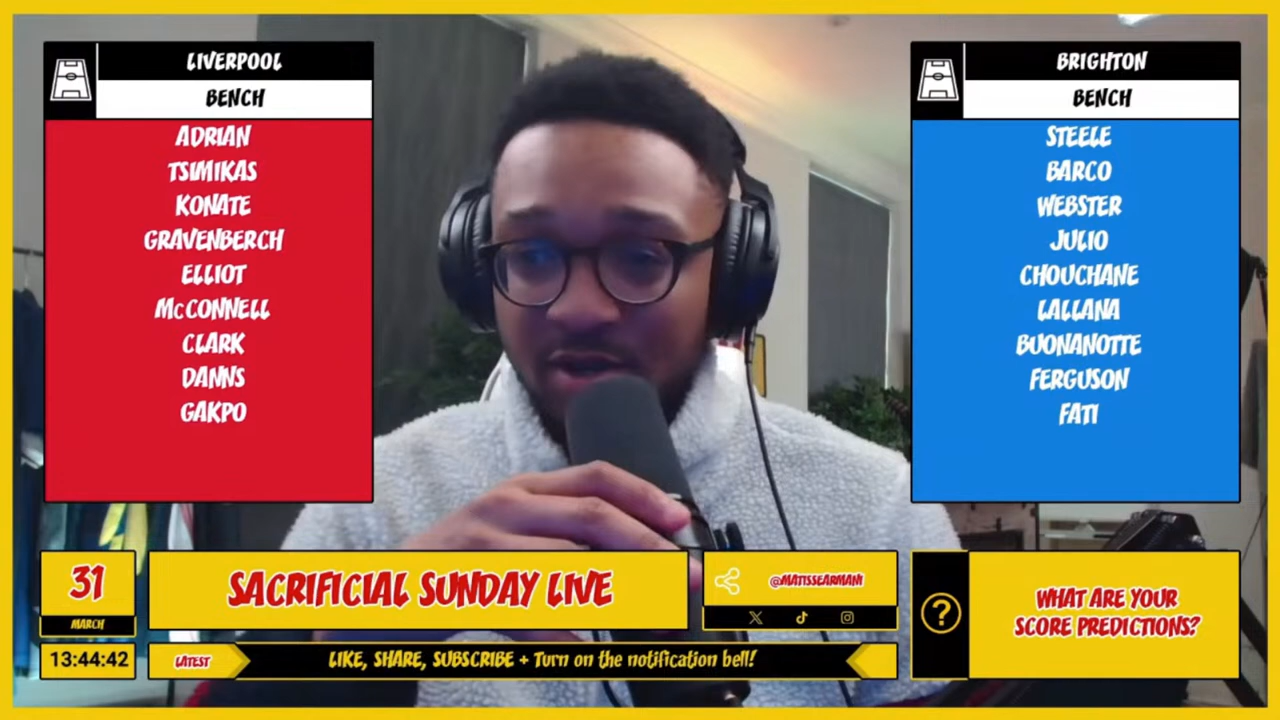 LIVERPOOL
BENCH
ADRIAN
TSIMIKAS
KONATE
GRAVENBERCH
ELLIOT
McCONNELL
CLARK
DANNS
GAKPO
BRIGHTON
BENCH
STEELE
BARCO
WEBSTER
JULIO
CHOUCHANE
LALLANA
BUONANOTTE
FERGUSON
FATI
31
MARCH
13:44:42
SACRIFICIAL SUNDAY LIVE
@MATISSEARMANI
LATEST
LIKE, SHARE, SUBSCRIBE + Turn on the notification bell!
?
WHAT ARE YOUR
SCORE PREDICTIONS?